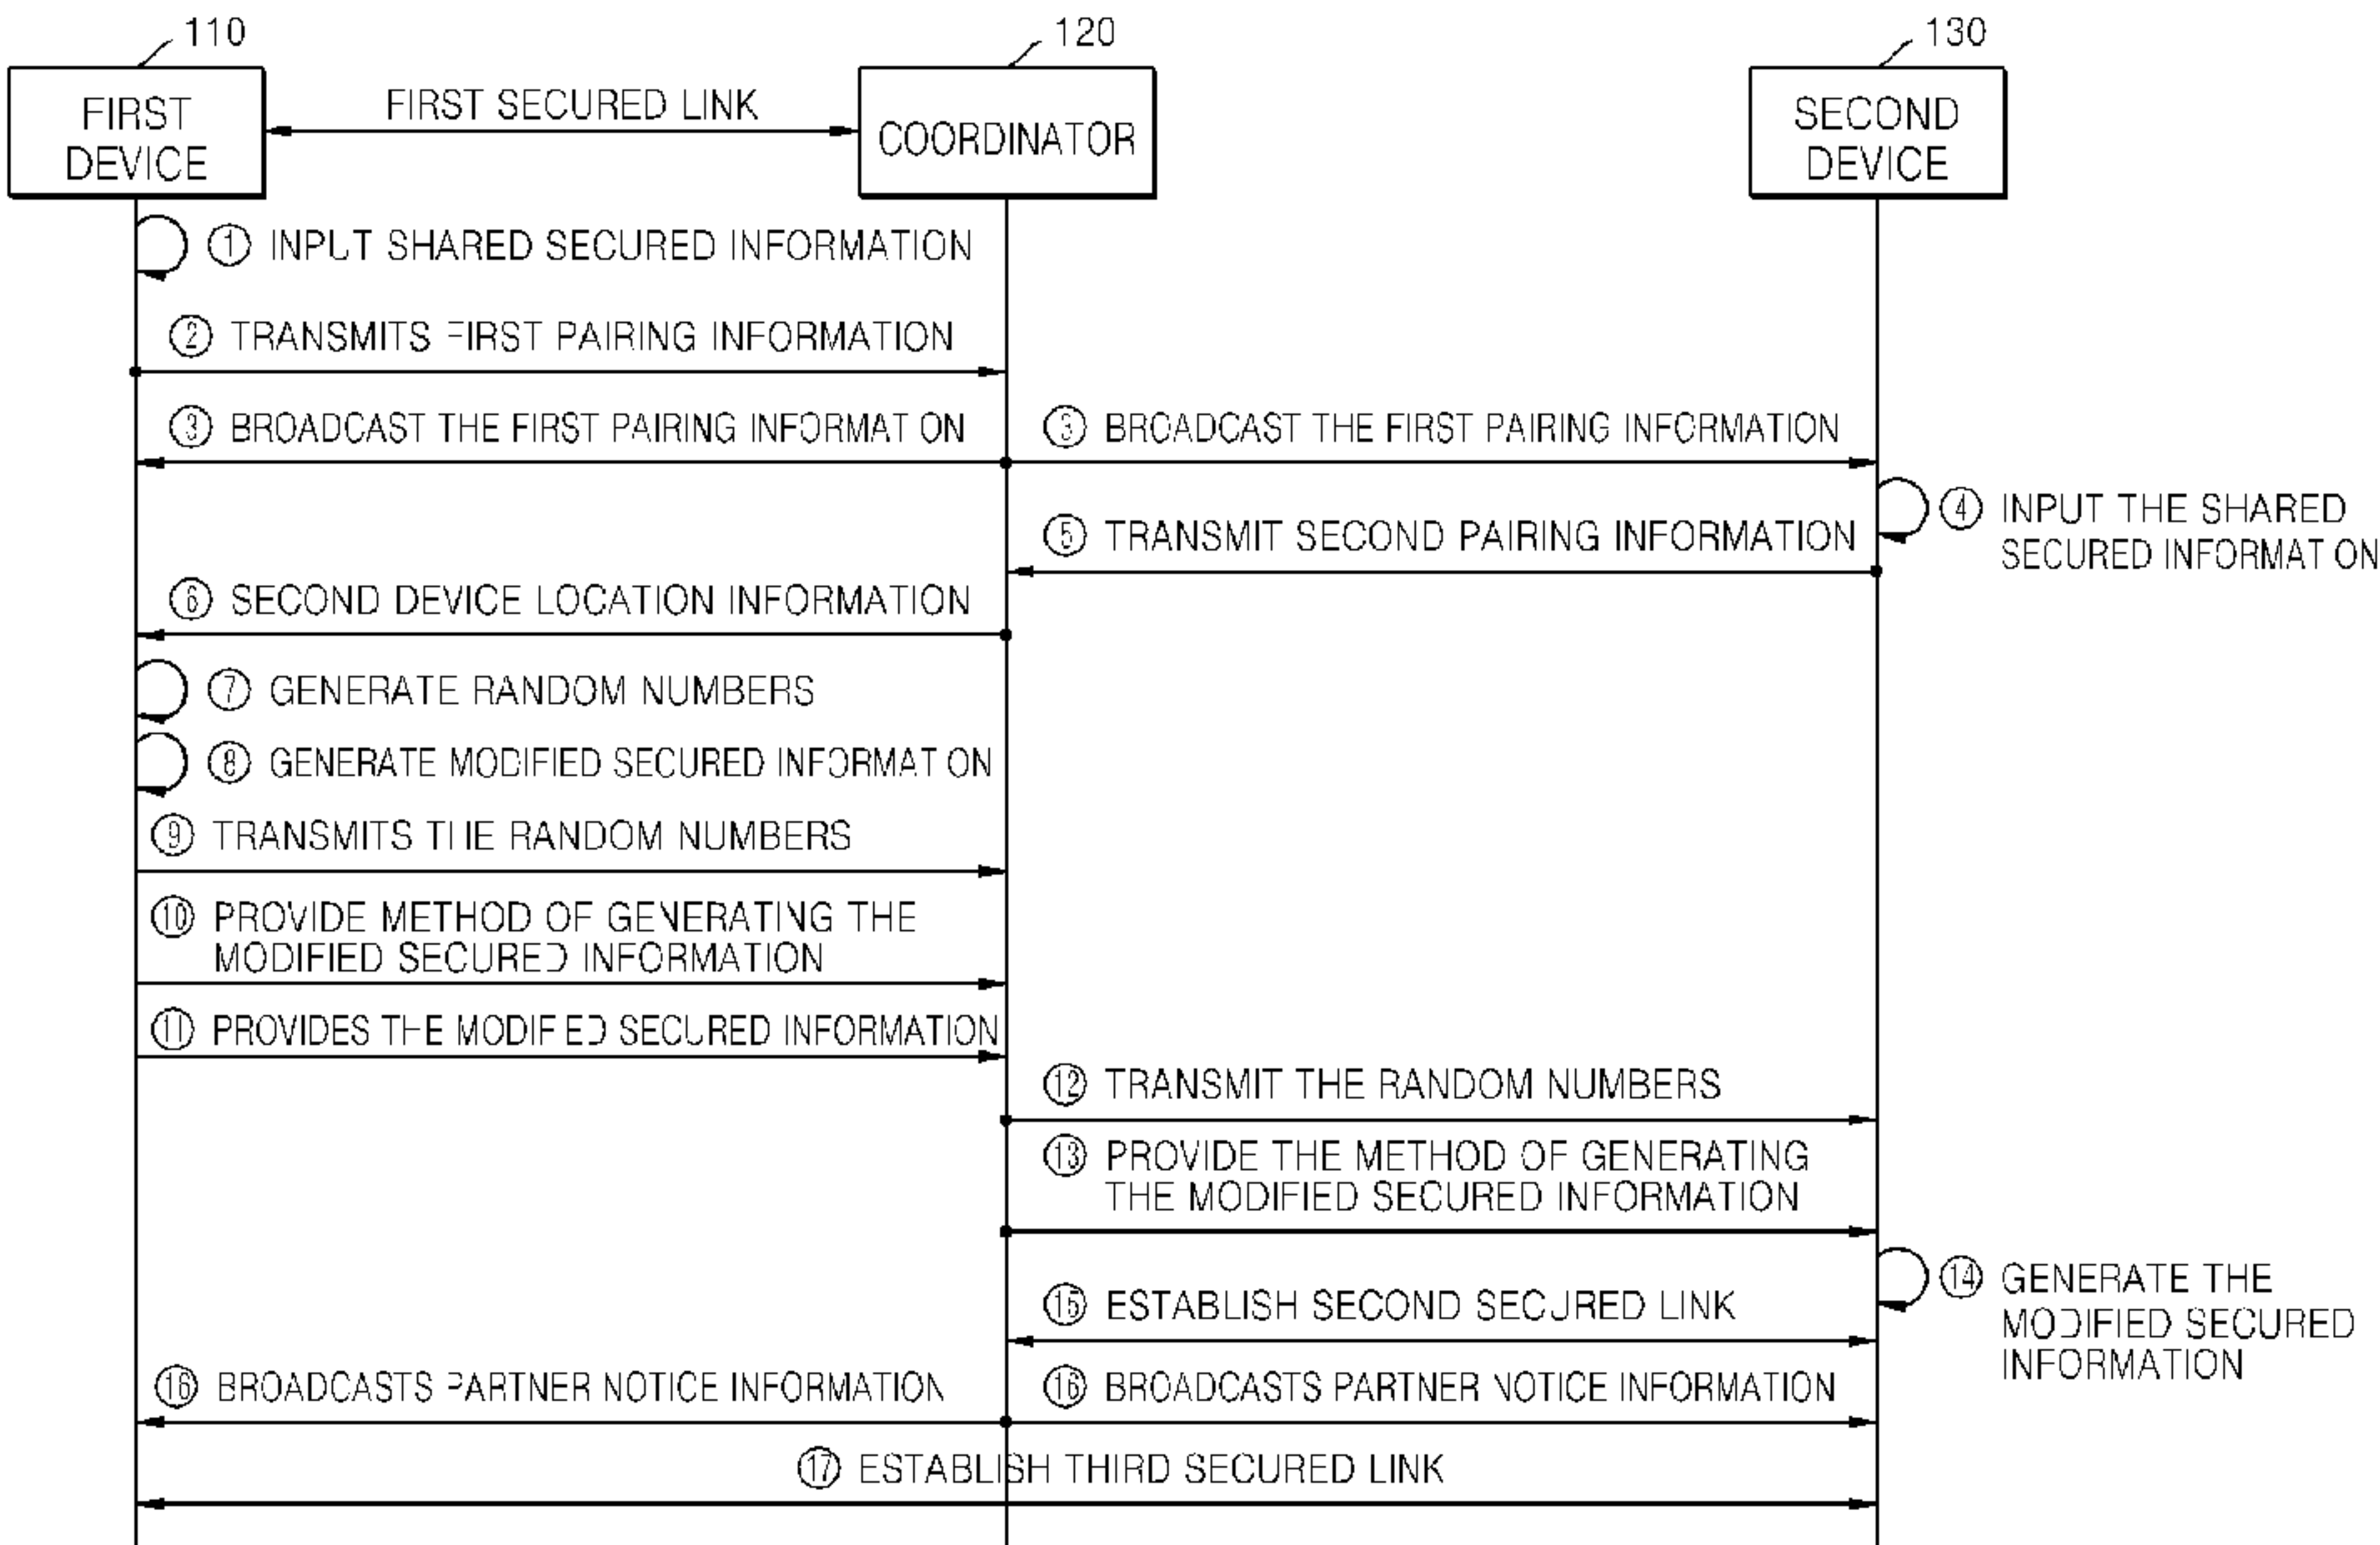 110
120
130
FIRST
DEVICE
FIRST SECURED LINK
COORDINATOR
SECOND
DEVICE
① INPUT SHARED SECURED INFORMATION
② TRANSMITS FIRST PAIRING INFORMATION
③ BROADCAST THE FIRST PAIRING INFORMATION
③ BROADCAST THE FIRST PAIRING INFORMATION
④ INPUT THE SHARED
SECURED INFORMATION
⑤ TRANSMIT SECOND PAIRING INFORMATION
⑥ SECOND DEVICE LOCATION INFORMATION
⑦ GENERATE RANDOM NUMBERS
⑧ GENERATE MODIFIED SECURED INFORMATION
⑨ TRANSMITS THE RANDOM NUMBERS
⑩ PROVIDE METHOD OF GENERATING THE
MODIFIED SECURED INFORMATION
⑪ PROVIDES THE MODIFIED SECURED INFORMATION
⑫ TRANSMIT THE RANDOM NUMBERS
⑬ PROVIDE THE METHOD OF GENERATING
THE MODIFIED SECURED INFORMATION
⑭ GENERATE THE
MODIFIED SECURED
INFORMATION
⑮ ESTABLISH SECOND SECURED LINK
⑯ BROADCASTS PARTNER NOTICE INFORMATION
⑯ BROADCASTS PARTNER NOTICE INFORMATION
⑰ ESTABLISH THIRD SECURED LINK